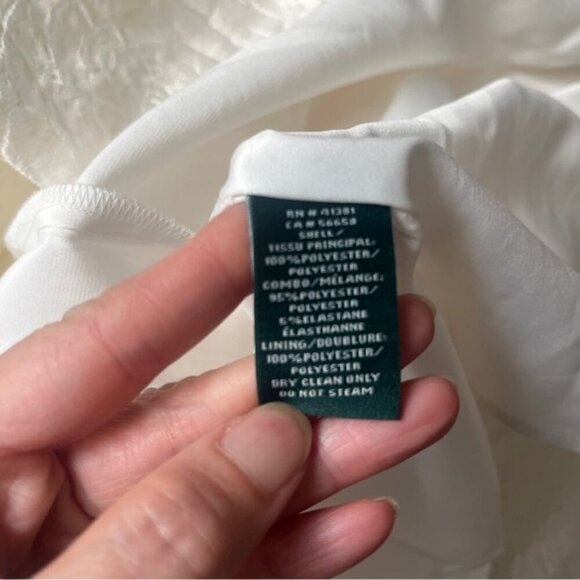 RN # 41381
CA # 56658
SHELL /
TISSU PRINCIPAL:
100%POLYESTER/
POLYESTER
COMBO/MÉLANGE:
95%POLYESTER/
POLYESTER
5%ELASTANE
ÉLASTHANNE
LINING/DOUBLURE:
100%POLYESTER/
POLYESTER
DRY CLEAN ONLY
DO NOT STEAM